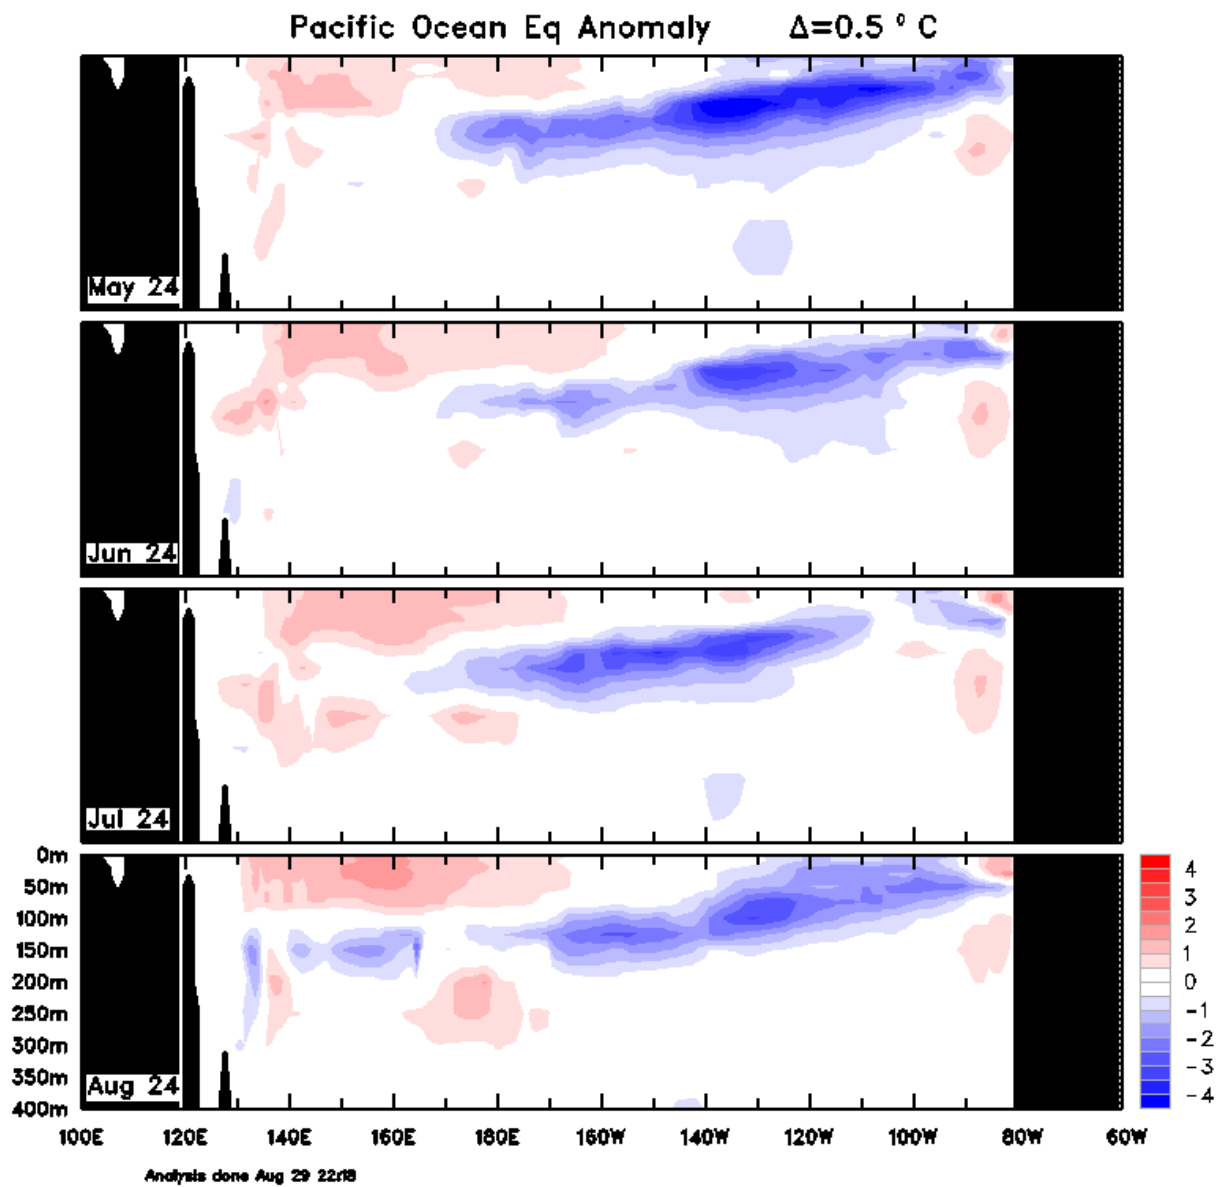 Pacific Ocean Eq Anomaly Δ=0.5 ° C
May 24
Jun 24
Jul 24
0m
50m
100m
150m
200m
250m
300m
350m
400m
Aug 24
4
3
2
1
0
-1
-2
-3
-4
100E 120E 140E 160E 180E 160W 140W 120W 100W 80W 60W
Analysis done Aug 29 22:18